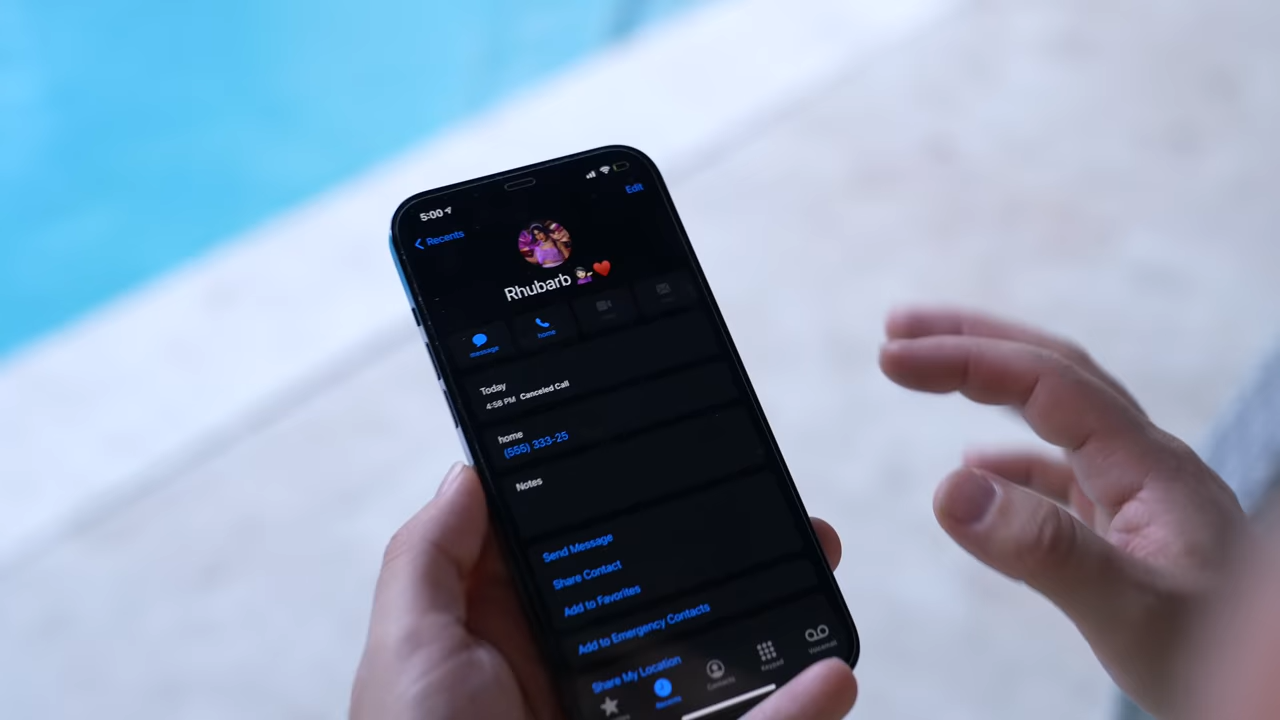 5:00
Edit
Recents
Rhubarb 💁🏻‍♀️❤️
message
home
Today
4:58 PM Canceled Call
home
(555) 333-25
Notes
Send Message
Share Contact
Add to Favorites
Add to Emergency Contacts
Share My Location
Recents
Contacts
Keypad
Voicemail